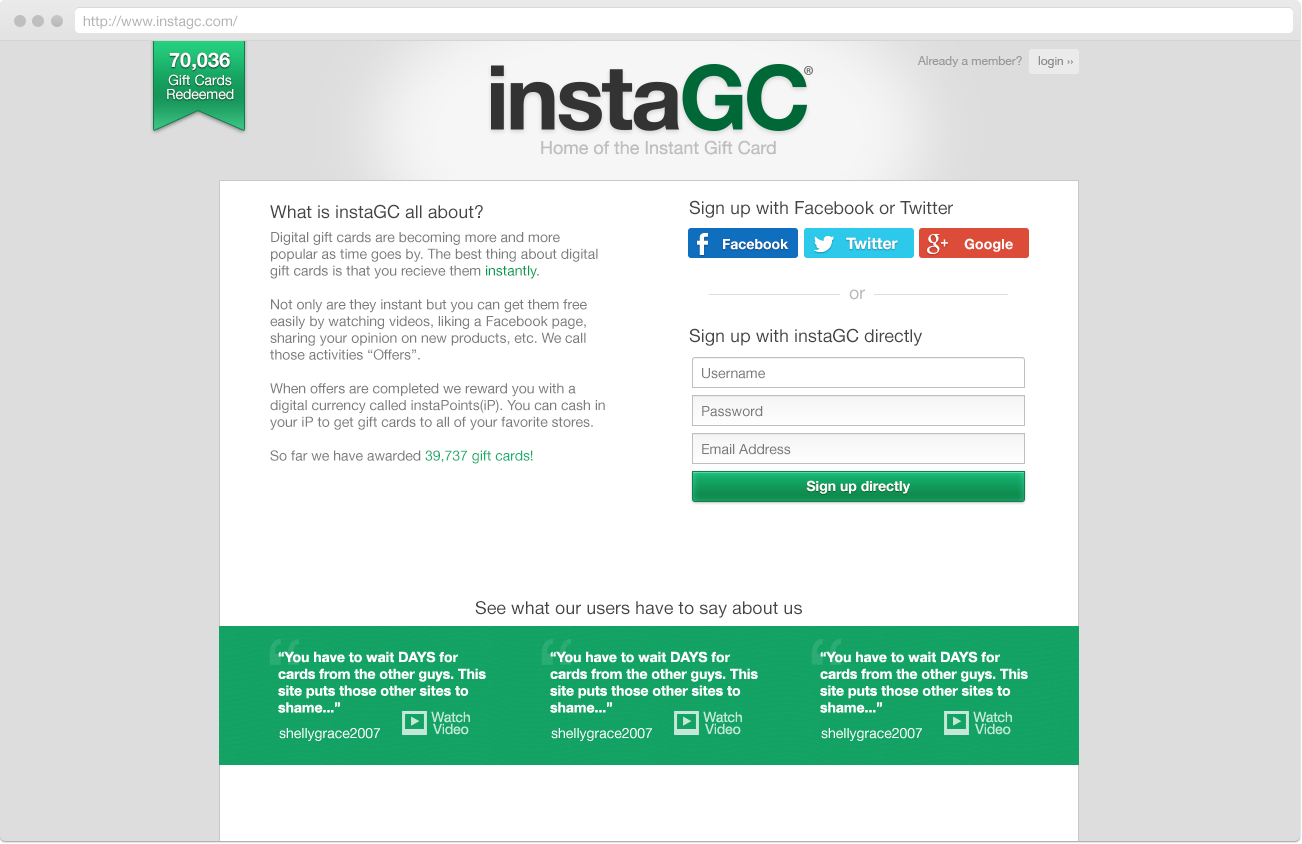 http://www.instagc.com/
70,036
Gift Cards
Redeemed
instaGC®
Home of the Instant Gift Card
Already a member?
login ››
What is instaGC all about?
Digital gift cards are becoming more and more
popular as time goes by. The best thing about digital
gift cards is that you recieve them instantly.
Not only are they instant but you can get them free
easily by watching videos, liking a Facebook page,
sharing your opinion on new products, etc. We call
those activities “Offers”.
When offers are completed we reward you with a
digital currency called instaPoints(iP). You can cash in
your iP to get gift cards to all of your favorite stores.
So far we have awarded 39,737 gift cards!
Sign up with Facebook or Twitter
f Facebook
Twitter
g+ Google
or
Sign up with instaGC directly
Username
Password
Email Address
Sign up directly
See what our users have to say about us
“You have to wait DAYS for
cards from the other guys. This
site puts those other sites to
shame...”
shellygrace2007
Watch
Video
“You have to wait DAYS for
cards from the other guys. This
site puts those other sites to
shame...”
shellygrace2007
Watch
Video
“You have to wait DAYS for
cards from the other guys. This
site puts those other sites to
shame...”
shellygrace2007
Watch
Video